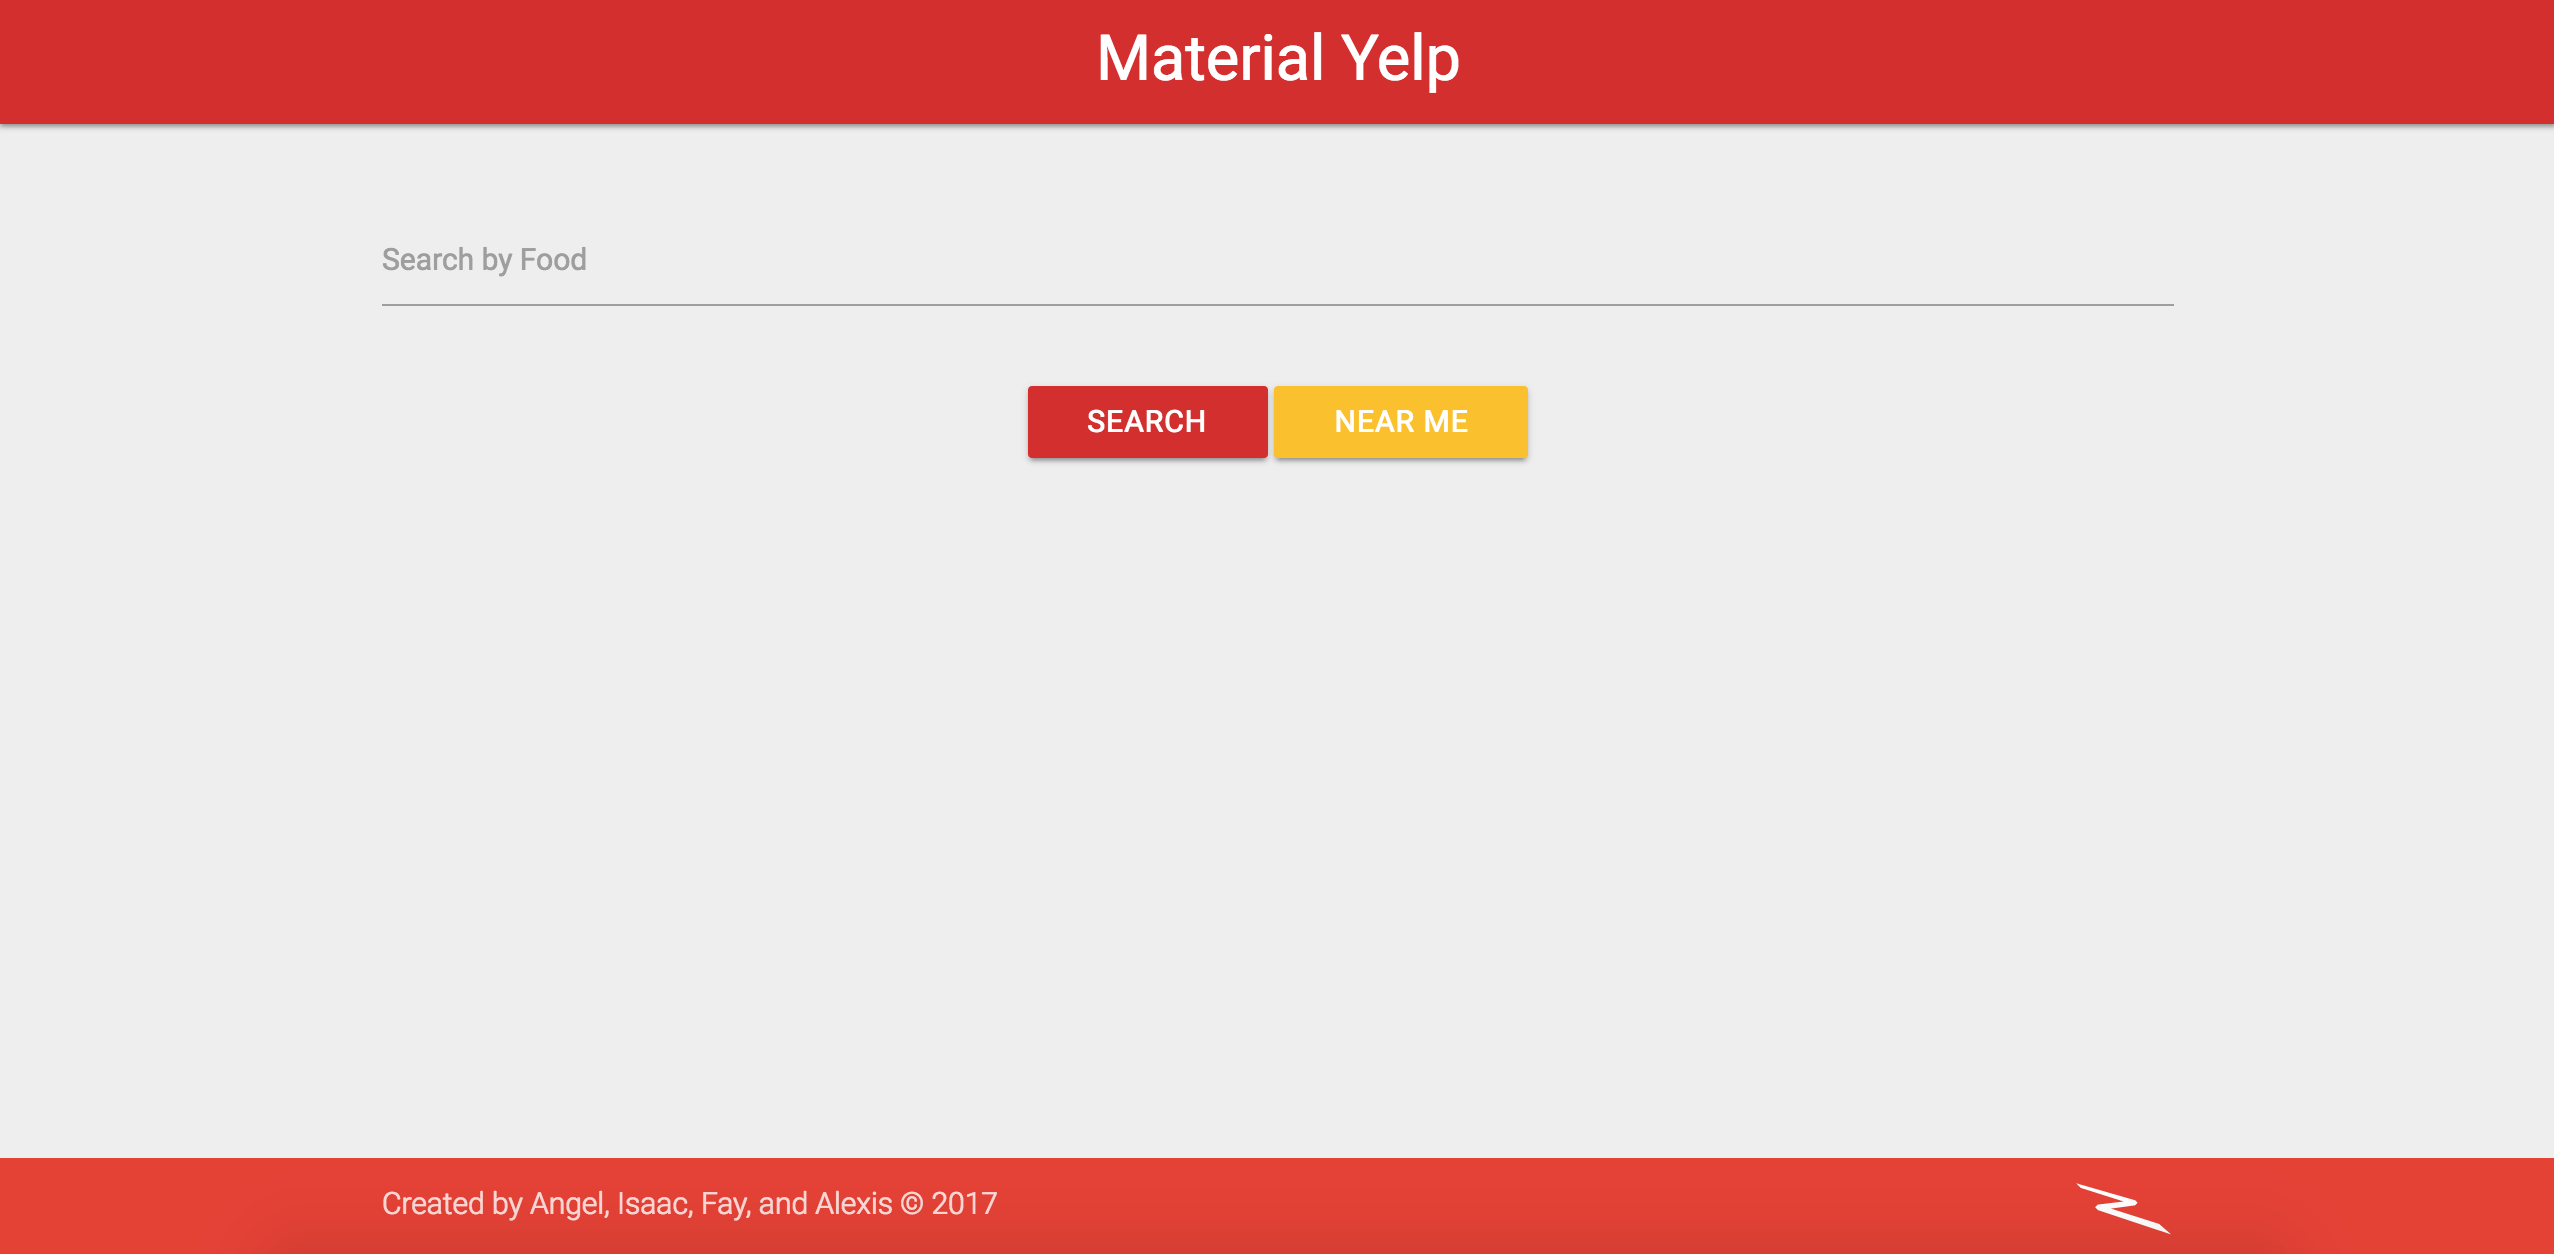 Material Yelp
Search by Food
SEARCH NEAR ME
Created by Angel, Isaac, Fay, and Alexis © 2017